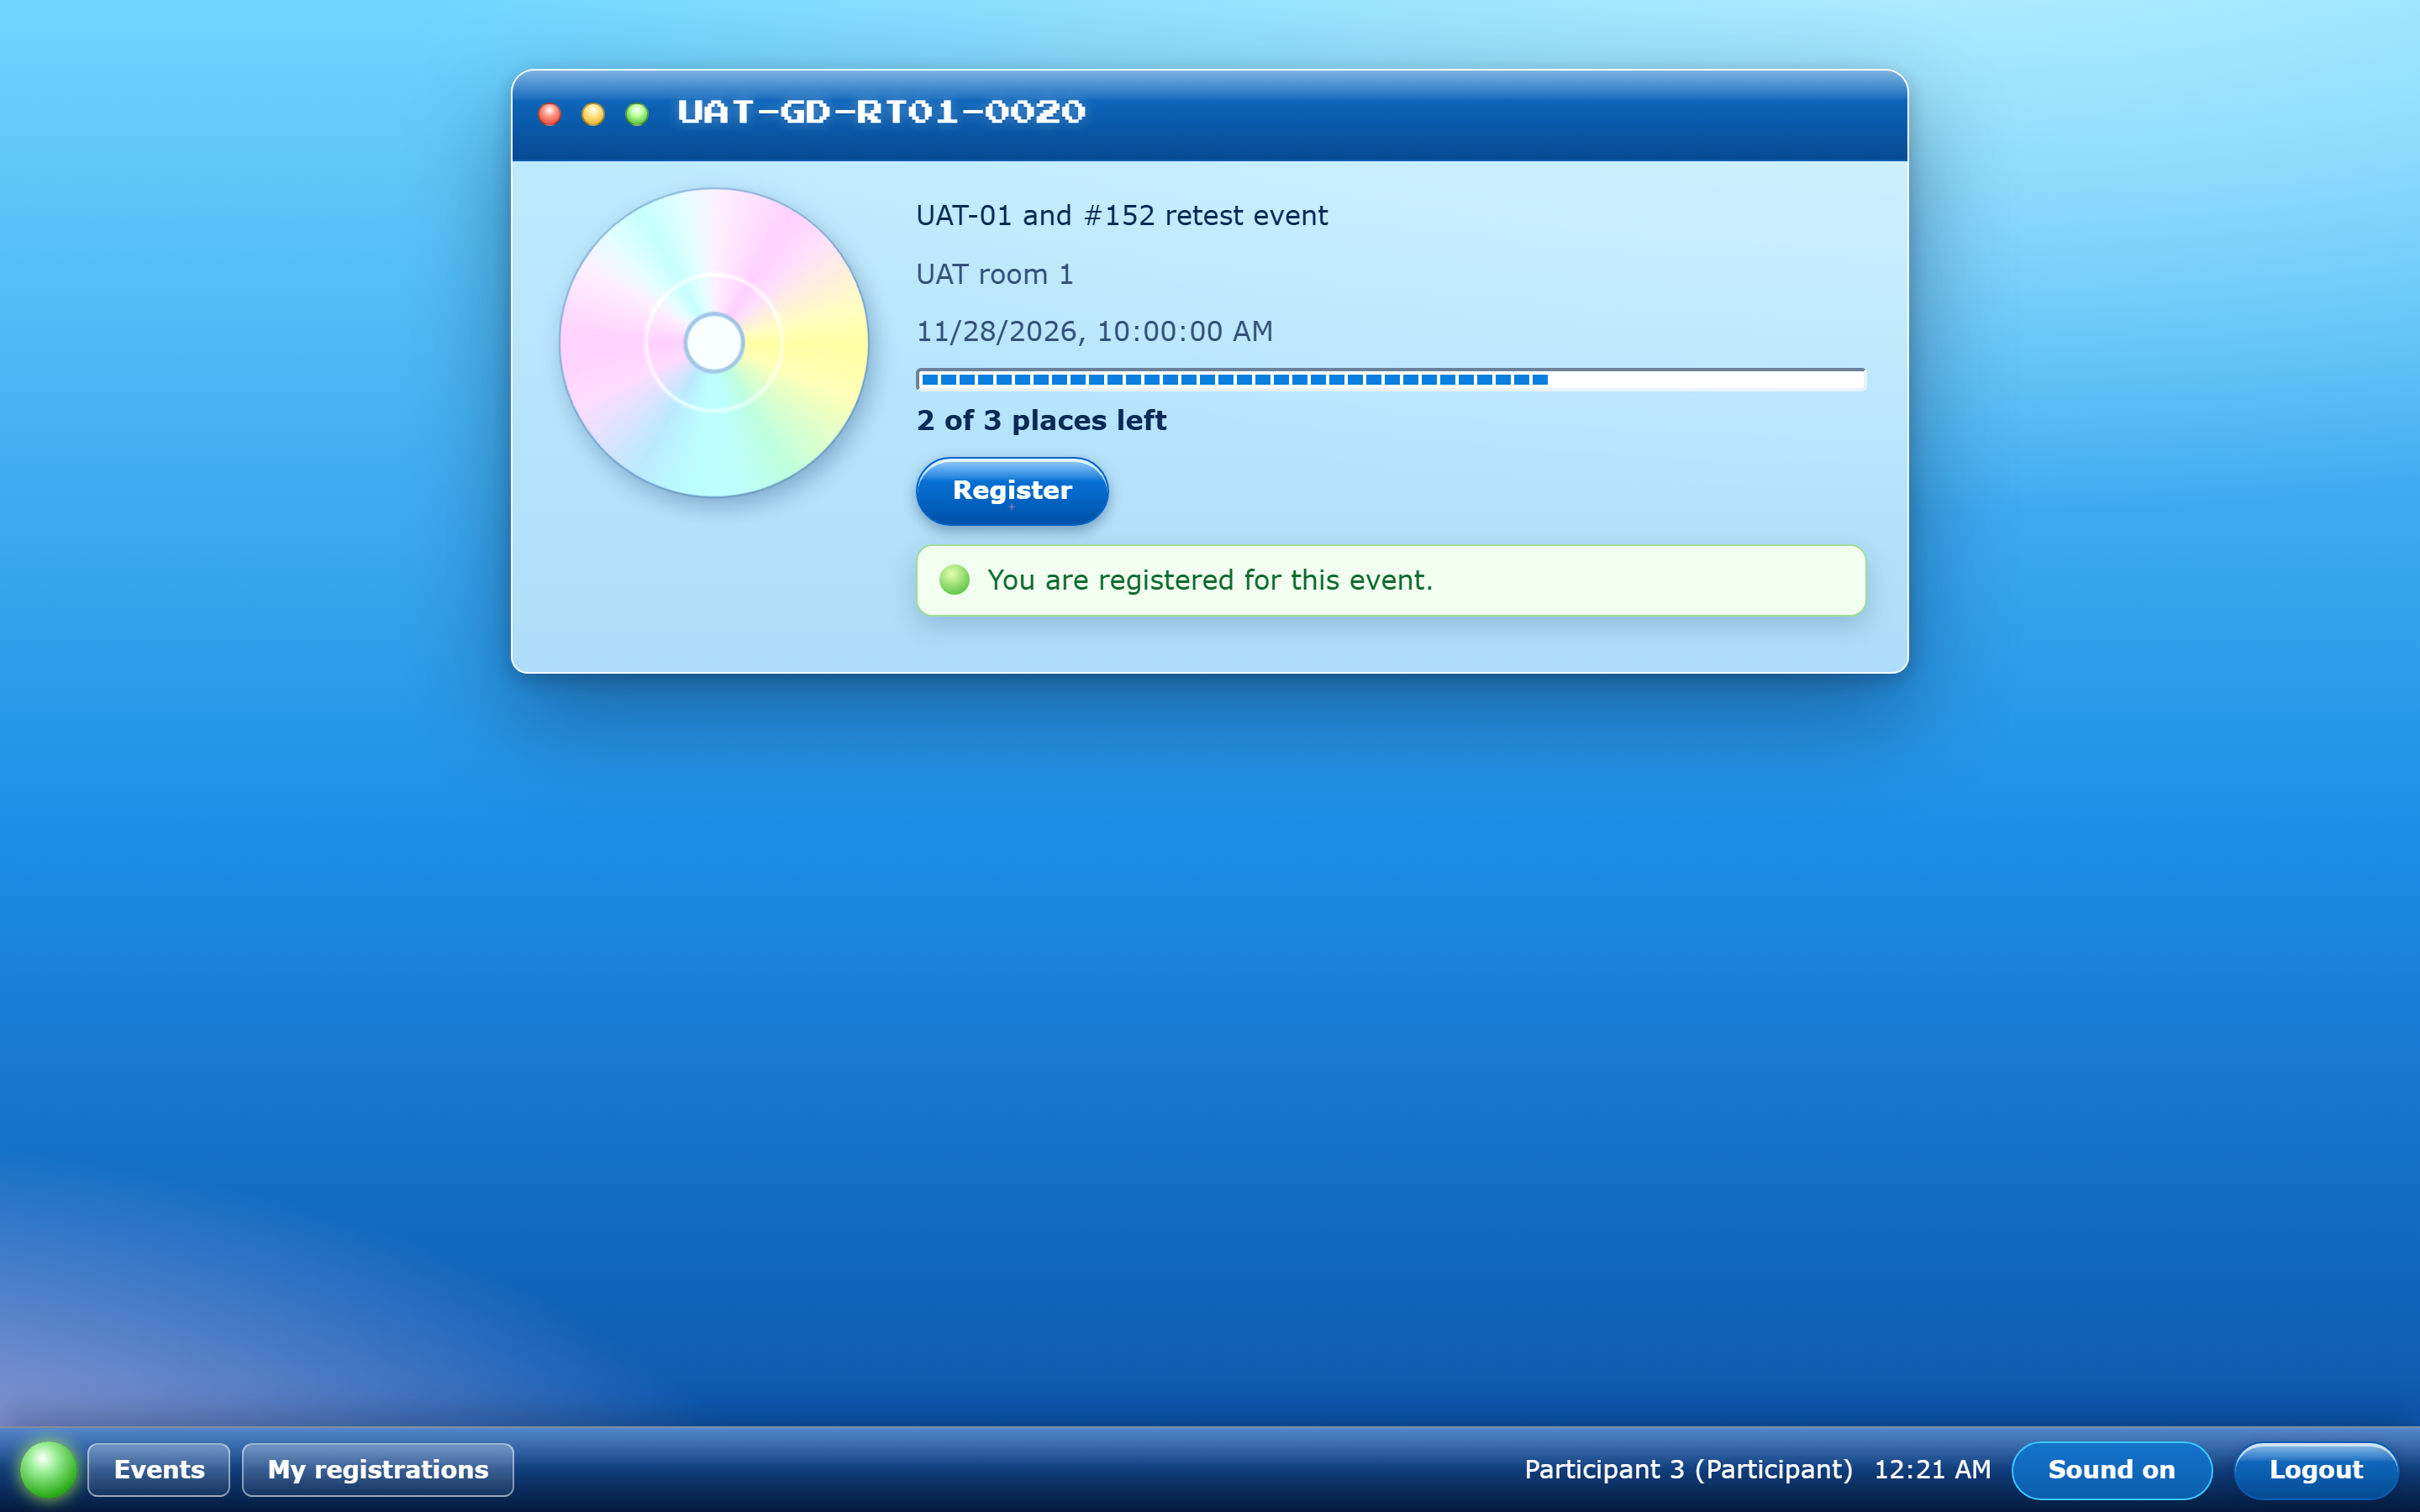 UAT-GD-RT01-0020
UAT-01 and #152 retest event
UAT room 1
11/28/2026, 10:00:00 AM
2 of 3 places left
Register
You are registered for this event.
Events
My registrations
Participant 3 (Participant)
12:21 AM
Sound on
Logout